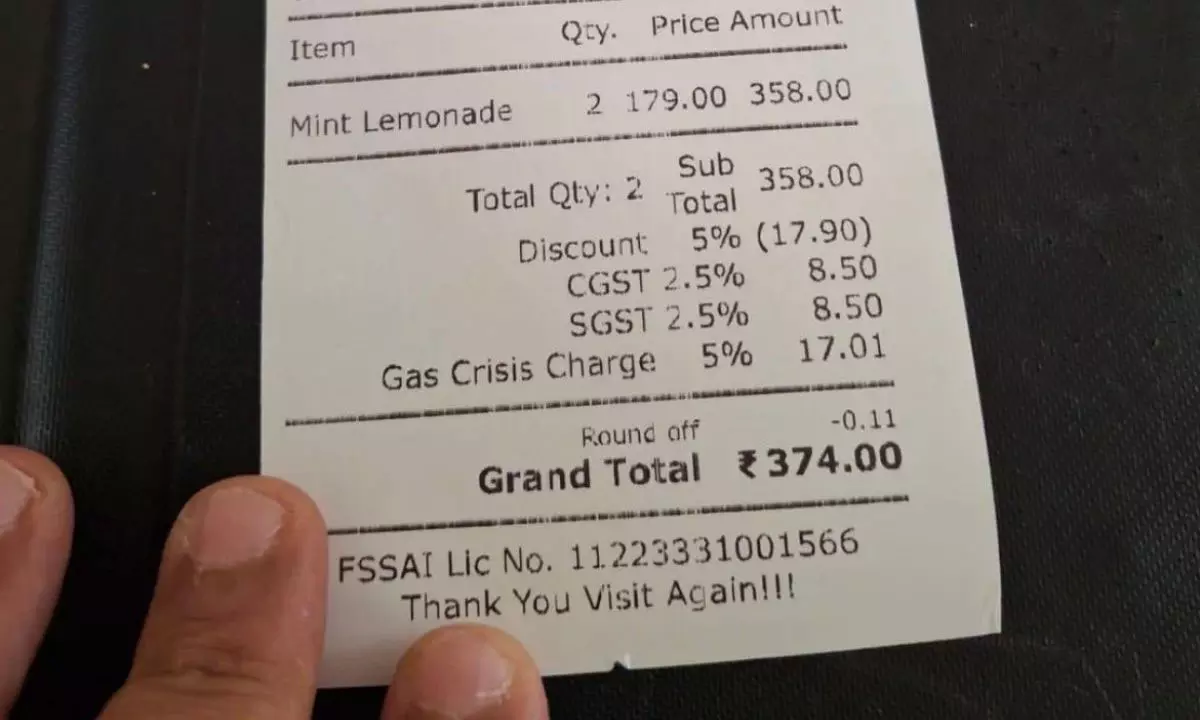 Item Qty. Price Amount
Mint Lemonade 2 179.00 358.00
Total Qty: 2 Sub Total 358.00
Discount 5% (17.90)
CGST 2.5% 8.50
SGST 2.5% 8.50
Gas Crisis Charge 5% 17.01
Round off -0.11
Grand Total ₹374.00
FSSAI Lic No. 11223331001566
Thank You Visit Again!!!